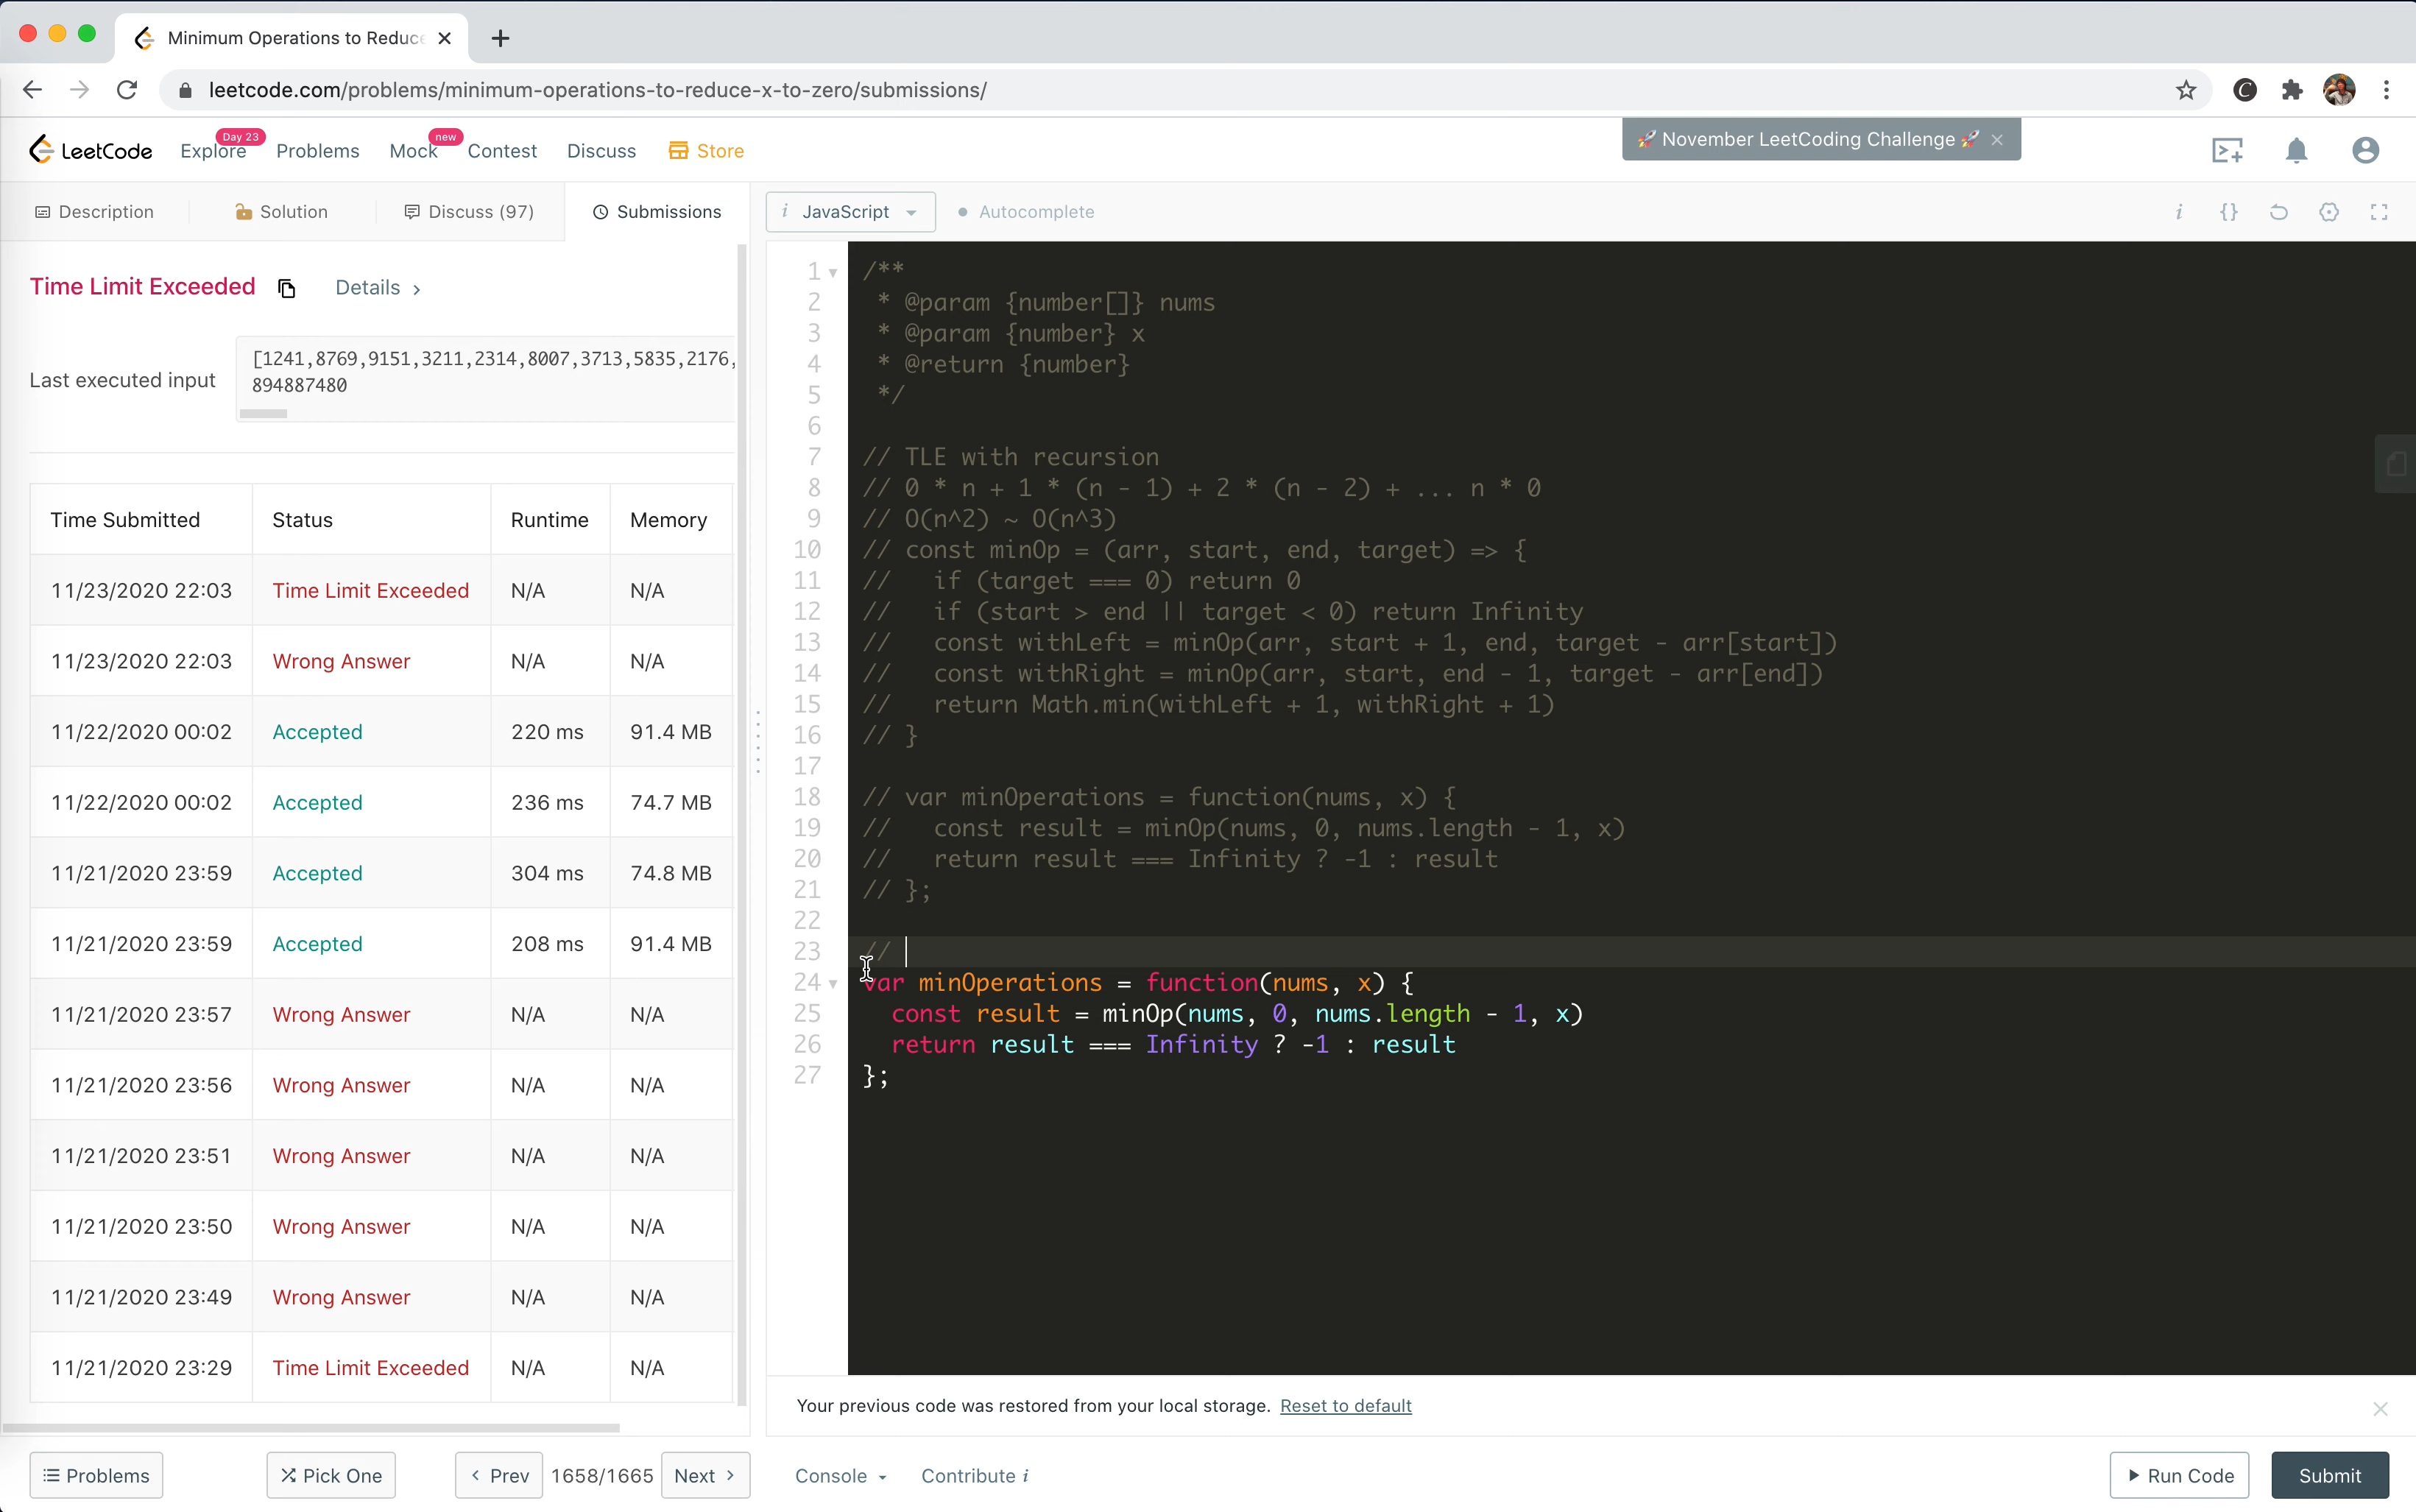 Minimum Operations to Reduce
leetcode.com/problems/minimum-operations-to-reduce-x-to-zero/submissions/
LeetCode
Explore
Day 23
Problems
Mock
new
Contest
Discuss
Store
🚀 November LeetCoding Challenge 🚀
Description
Solution
Discuss (97)
Submissions
i JavaScript
Autocomplete
Time Limit Exceeded
Details
Last executed input
[1241,8769,9151,3211,2314,8007,3713,5835,2176,
894887480
Time Submitted Status Runtime Memory
11/23/2020 22:03 Time Limit Exceeded N/A N/A
11/23/2020 22:03 Wrong Answer N/A N/A
11/22/2020 00:02 Accepted 220 ms 91.4 MB
11/22/2020 00:02 Accepted 236 ms 74.7 MB
11/21/2020 23:59 Accepted 304 ms 74.8 MB
11/21/2020 23:59 Accepted 208 ms 91.4 MB
11/21/2020 23:57 Wrong Answer N/A N/A
11/21/2020 23:56 Wrong Answer N/A N/A
11/21/2020 23:51 Wrong Answer N/A N/A
11/21/2020 23:50 Wrong Answer N/A N/A
11/21/2020 23:49 Wrong Answer N/A N/A
11/21/2020 23:29 Time Limit Exceeded N/A N/A
Problems
Pick One
Prev
1658/1665
Next
1 /**
2  * @param {number[]} nums
3  * @param {number} x
4  * @return {number}
5  */
6
7 // TLE with recursion
8 // 0 * n + 1 * (n - 1) + 2 * (n - 2) + ... n * 0
9 // O(n^2) ~ O(n^3)
10 // const minOp = (arr, start, end, target) => {
11 //   if (target === 0) return 0
12 //   if (start > end || target < 0) return Infinity
13 //   const withLeft = minOp(arr, start + 1, end, target - arr[start])
14 //   const withRight = minOp(arr, start, end - 1, target - arr[end])
15 //   return Math.min(withLeft + 1, withRight + 1)
16 // }
17
18 // var minOperations = function(nums, x) {
19 //   const result = minOp(nums, 0, nums.length - 1, x)
20 //   return result === Infinity ? -1 : result
21 // };
22
23 //
24 var minOperations = function(nums, x) {
25   const result = minOp(nums, 0, nums.length - 1, x)
26   return result === Infinity ? -1 : result
27 };
Your previous code was restored from your local storage. Reset to default
Console
Contribute i
Run Code
Submit